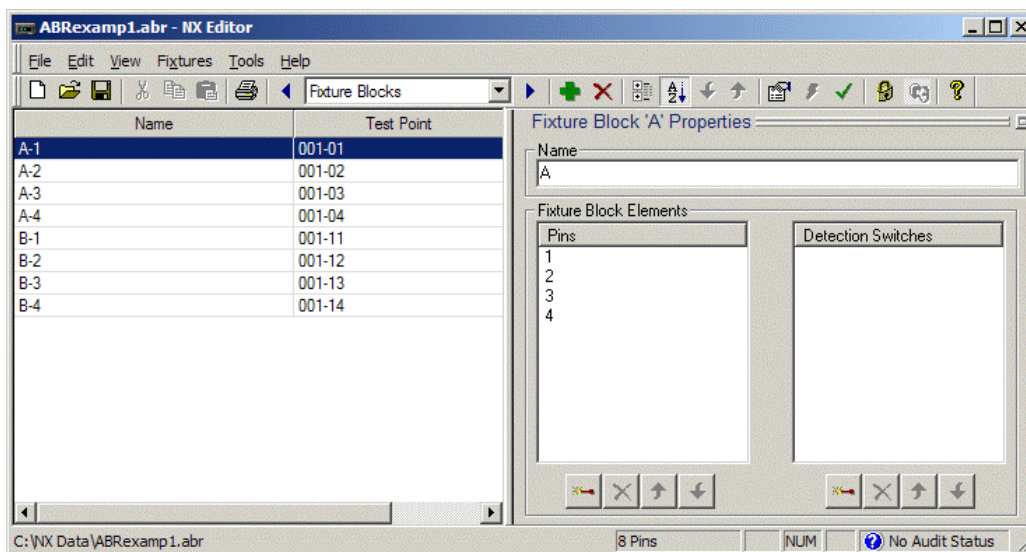 ABRexamp1.abr - NX Editor
File Edit View Fixtures Tools Help
Fixture Blocks
Name Test Point
A-1 001-01
A-2 001-02
A-3 001-03
A-4 001-04
B-1 001-11
B-2 001-12
B-3 001-13
B-4 001-14
Fixture Block 'A' Properties
Name
A
Fixture Block Elements
Pins
1
2
3
4
Detection Switches
C:\NX Data\ABRexamp1.abr 8 Pins NUM No Audit Status